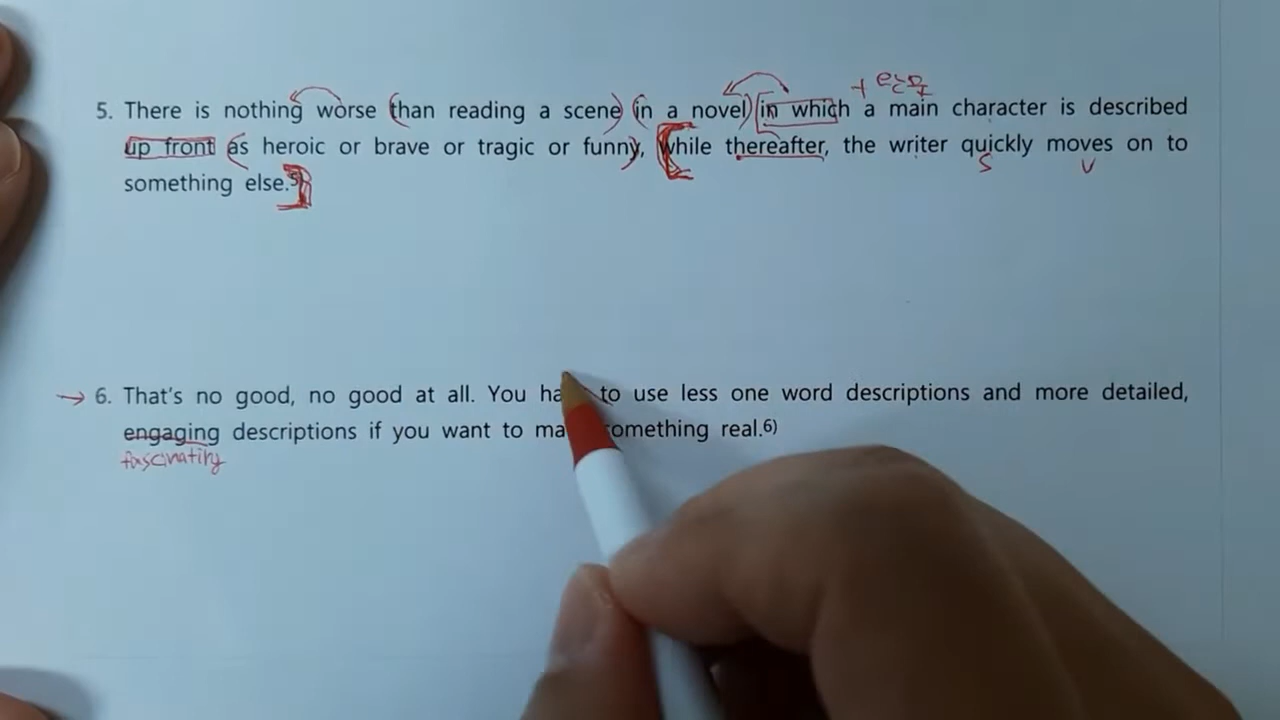 5. There is nothing worse than reading a scene in a novel in which a main character is described
up front as heroic or brave or tragic or funny, while thereafter, the writer quickly moves on to
something else.5)
S V
6. That's no good, no good at all. You to use less one word descriptions and more detailed,
engaging descriptions if you want to something real.6)
fascinating